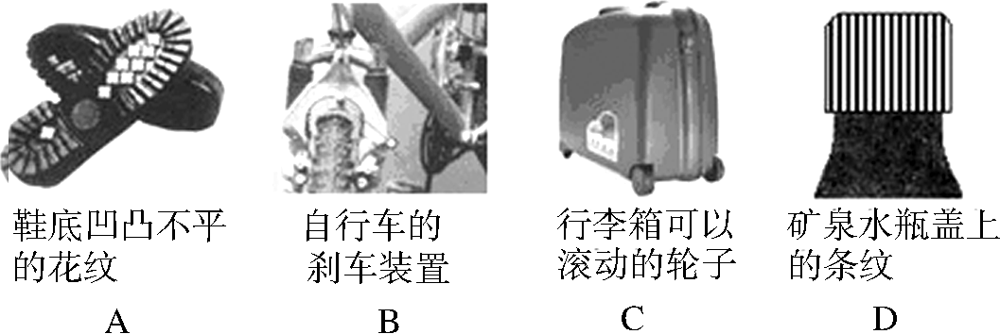 鞋底凹凸不平
的花纹
A
自行车的
刹车装置
B
行李箱可以
滚动的轮子
C
矿泉水瓶盖上
的条纹
D